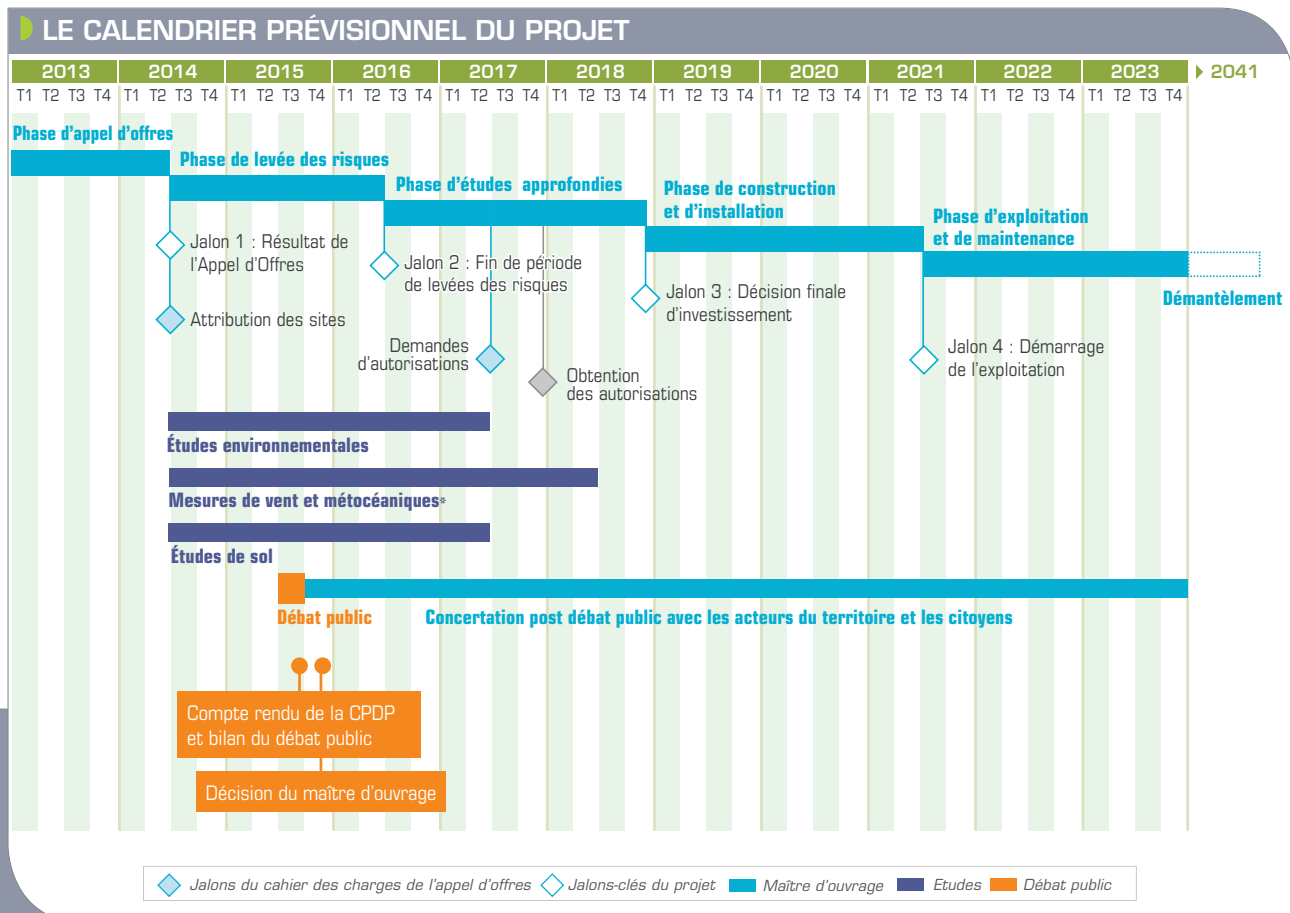 LE CALENDRIER PRÉVISIONNEL DU PROJET
2013 2014 2015 2016 2017 2018 2019 2020 2021 2022 2023 2041
T1 T2 T3 T4 T1 T2 T3 T4 T1 T2 T3 T4 T1 T2 T3 T4 T1 T2 T3 T4 T1 T2 T3 T4 T1 T2 T3 T4 T1 T2 T3 T4 T1 T2 T3 T4 T1 T2 T3 T4 T1 T2 T3 T4
Phase d'appel d'offres
Phase de levée des risques
Phase d'études approfondies
Phase de construction
et d'installation
Phase d'exploitation
et de maintenance
Jalon 1 : Résultat de
l'Appel d'Offres
Jalon 2 : Fin de période
de levées des risques
Jalon 3 : Décision finale
d'investissement
Démantèlement
Attribution des sites
Demandes
d'autorisations
Jalon 4 : Démarrage
de l'exploitation
Obtention
des autorisations
Études environnementales
Mesures de vent et métocéaniques*
Études de sol
Débat public
Concertation post débat public avec les acteurs du territoire et les citoyens
Compte rendu de la CPDP
et bilan du débat public
Décision du maître d'ouvrage
Jalons du cahier des charges de l'appel d'offres
Jalons-clés du projet
Maître d'ouvrage
Etudes
Débat public